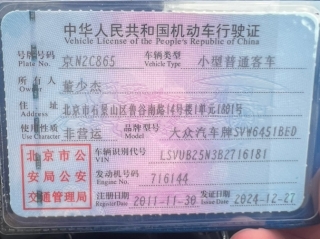 中华人民共和国机动车行驶证
Vehicle License of the People's Republic of China
号牌号码 京N2C865 车辆类型 小型普通客车
Plate No. Vehicle Type
所有人 董少杰
Owner
住址 北京市石景山区鲁谷南路14号楼1单元1801号
Address
使用性质 非营运 品牌型号 大众汽车牌SVW6451BED
Use Character Model
北京市公安局公安交通管理局
车辆识别代号 LSVUB25N3B2716181
VIN
发动机号码 716144
Engine No.
注册日期 2011-11-30 发证日期 2024-12-27
Register Date Issue Date